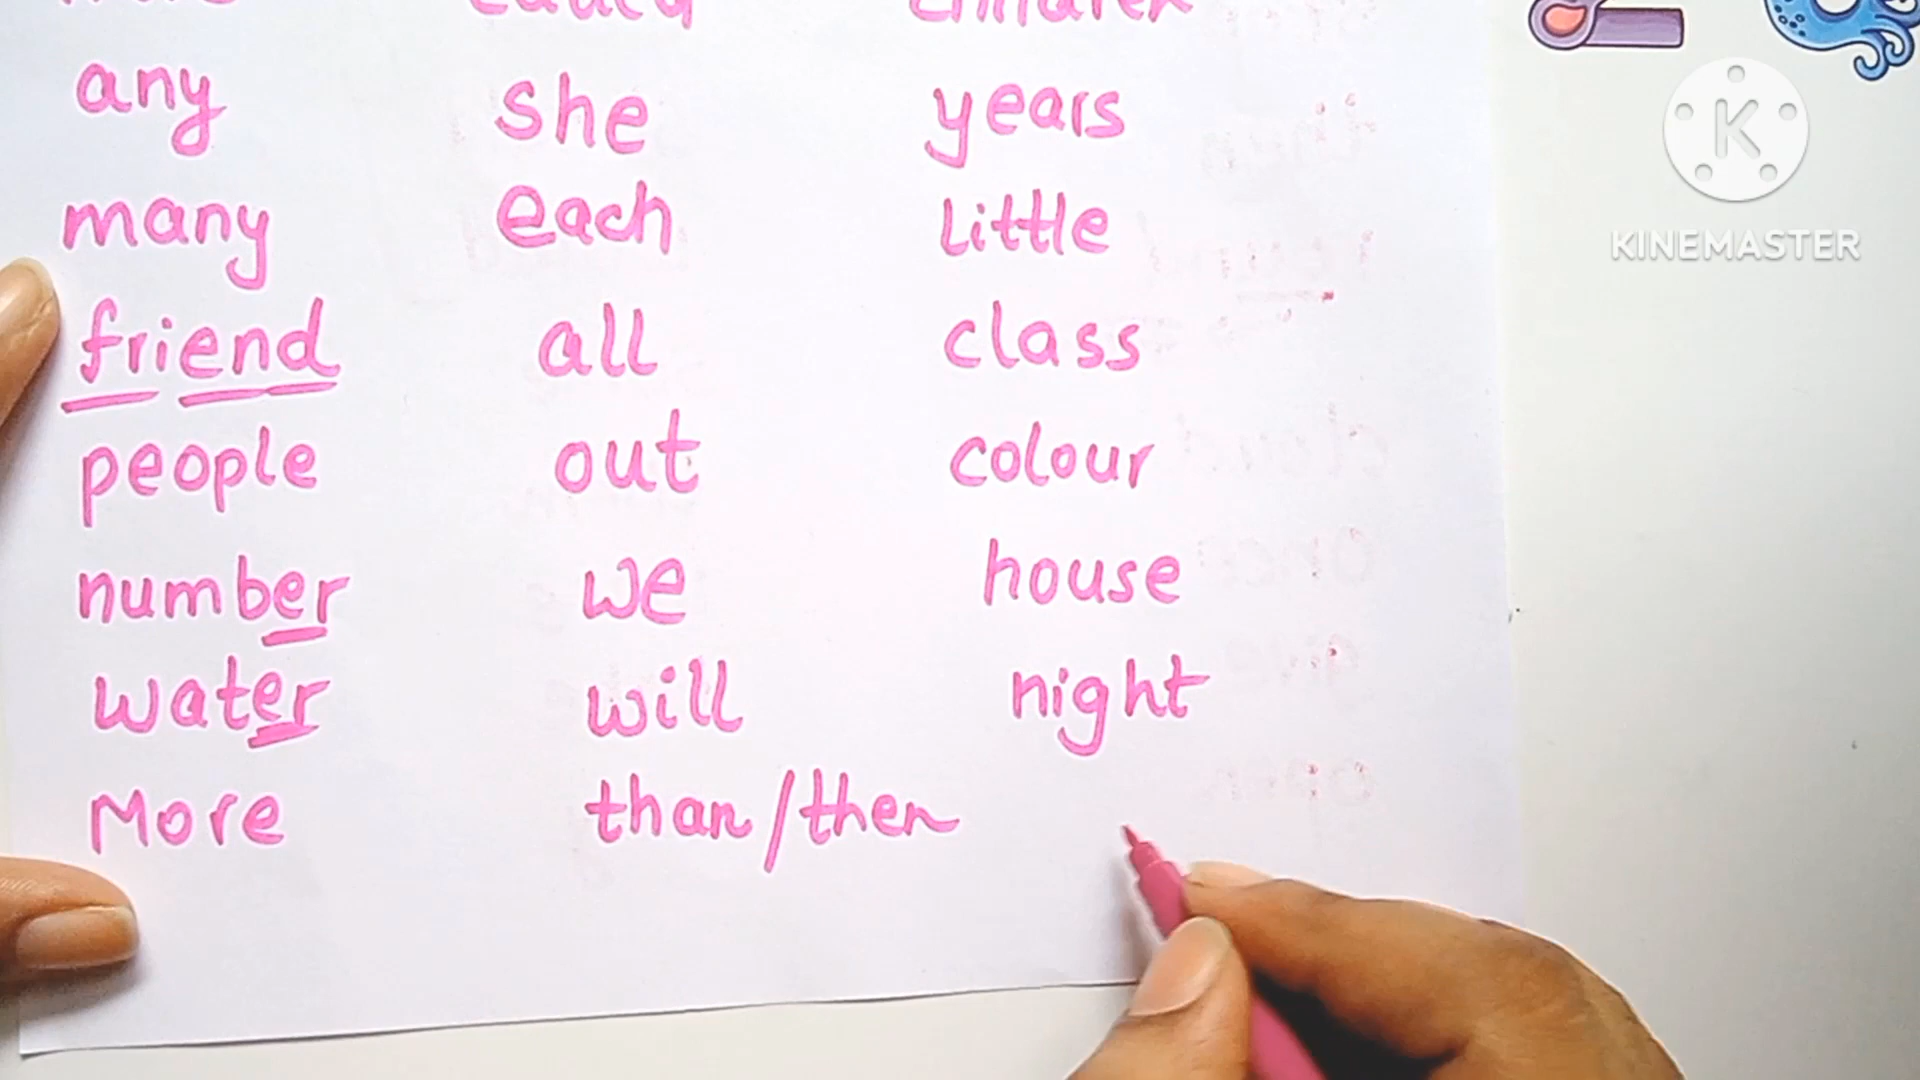 any she years
many each little
friend all class
people out colour
number we house
water will night
More than/then
K
KINEMASTER